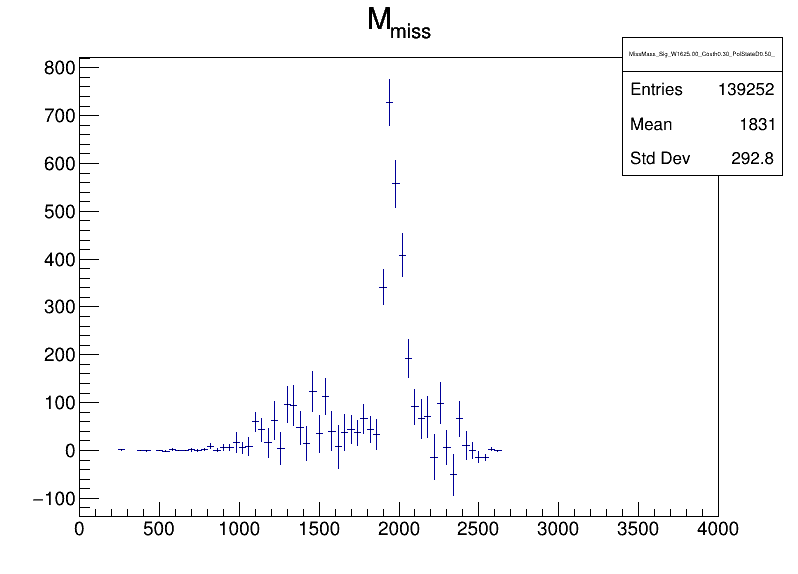 M_miss
MissMass_Sig_W1625.00_Costh0.30_PolStateD0.50_
Entries 139252
Mean 1831
Std Dev 292.8
800
700
600
500
400
300
200
100
0
−100
0 500 1000 1500 2000 2500 3000 3500 4000